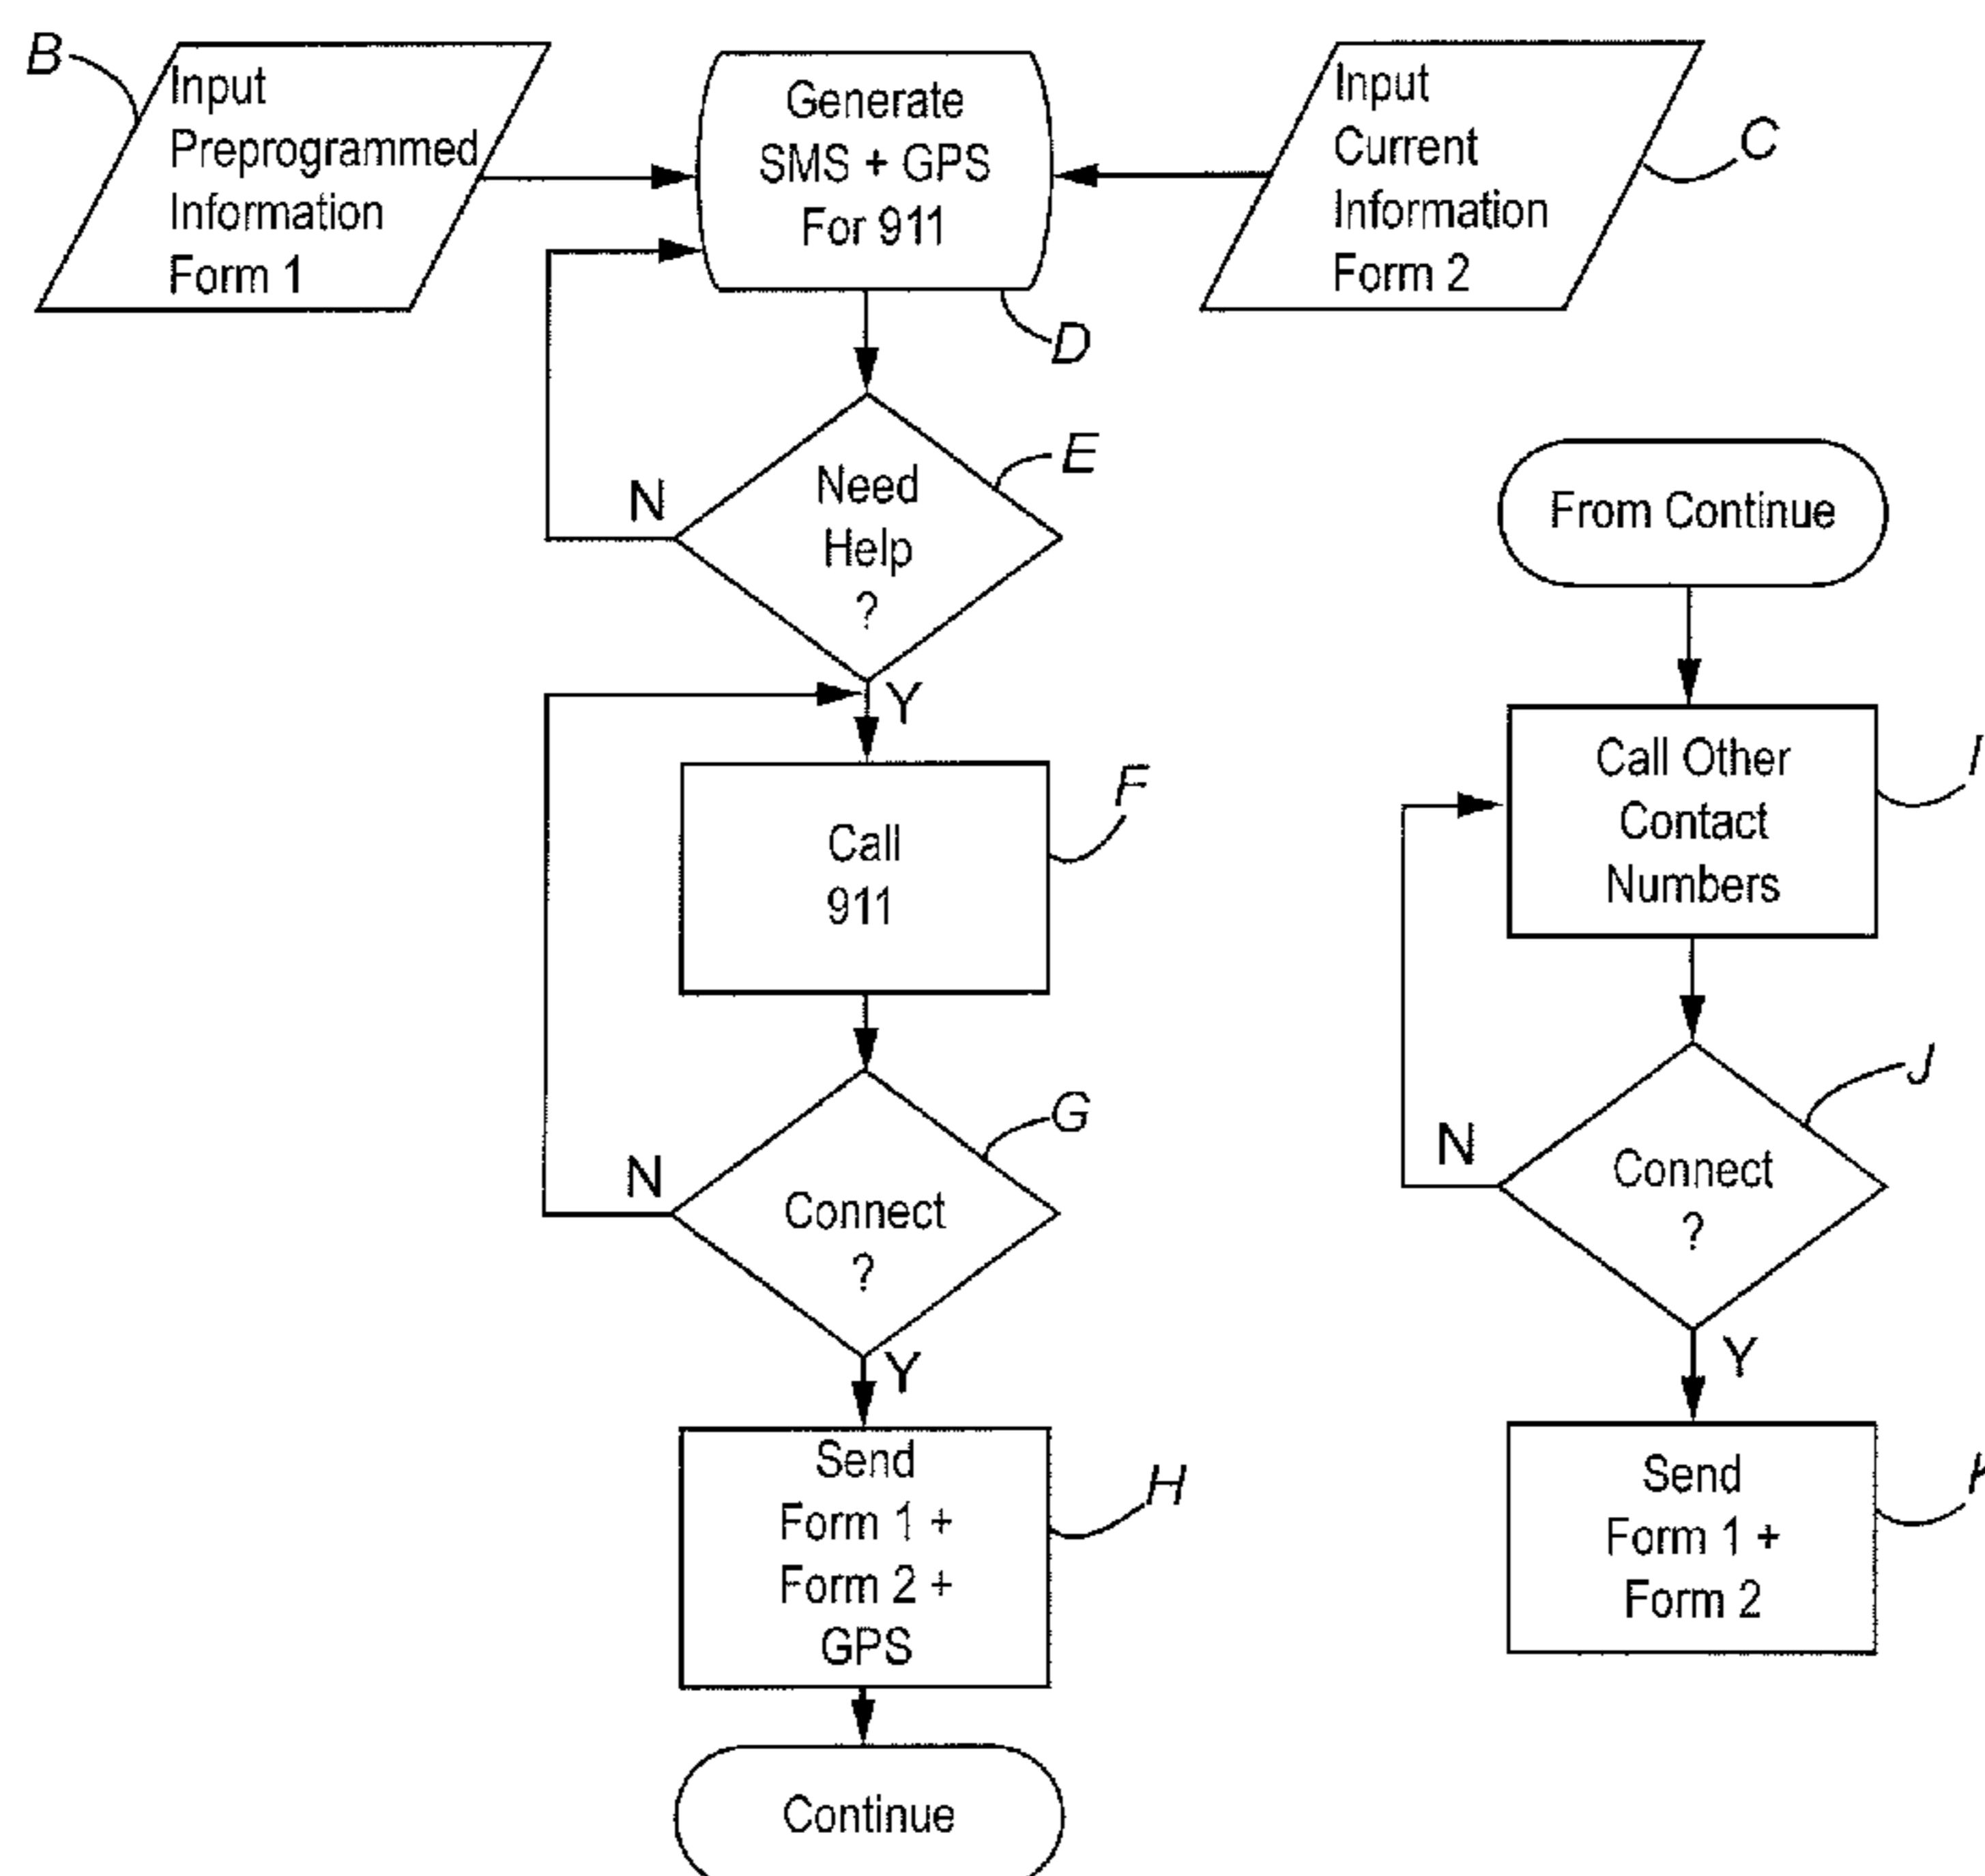 B
Input
Preprogrammed
Information
Form 1
Generate
SMS + GPS
For 911
D
Input
Current
Information
Form 2
C
Need
Help
?
E
N
Y
Call
911
F
Connect
?
G
N
Y
Send
Form 1 +
Form 2 +
GPS
H
Continue
From Continue
Call Other
Contact
Numbers
I
Connect
?
J
N
Y
Send
Form 1 +
Form 2